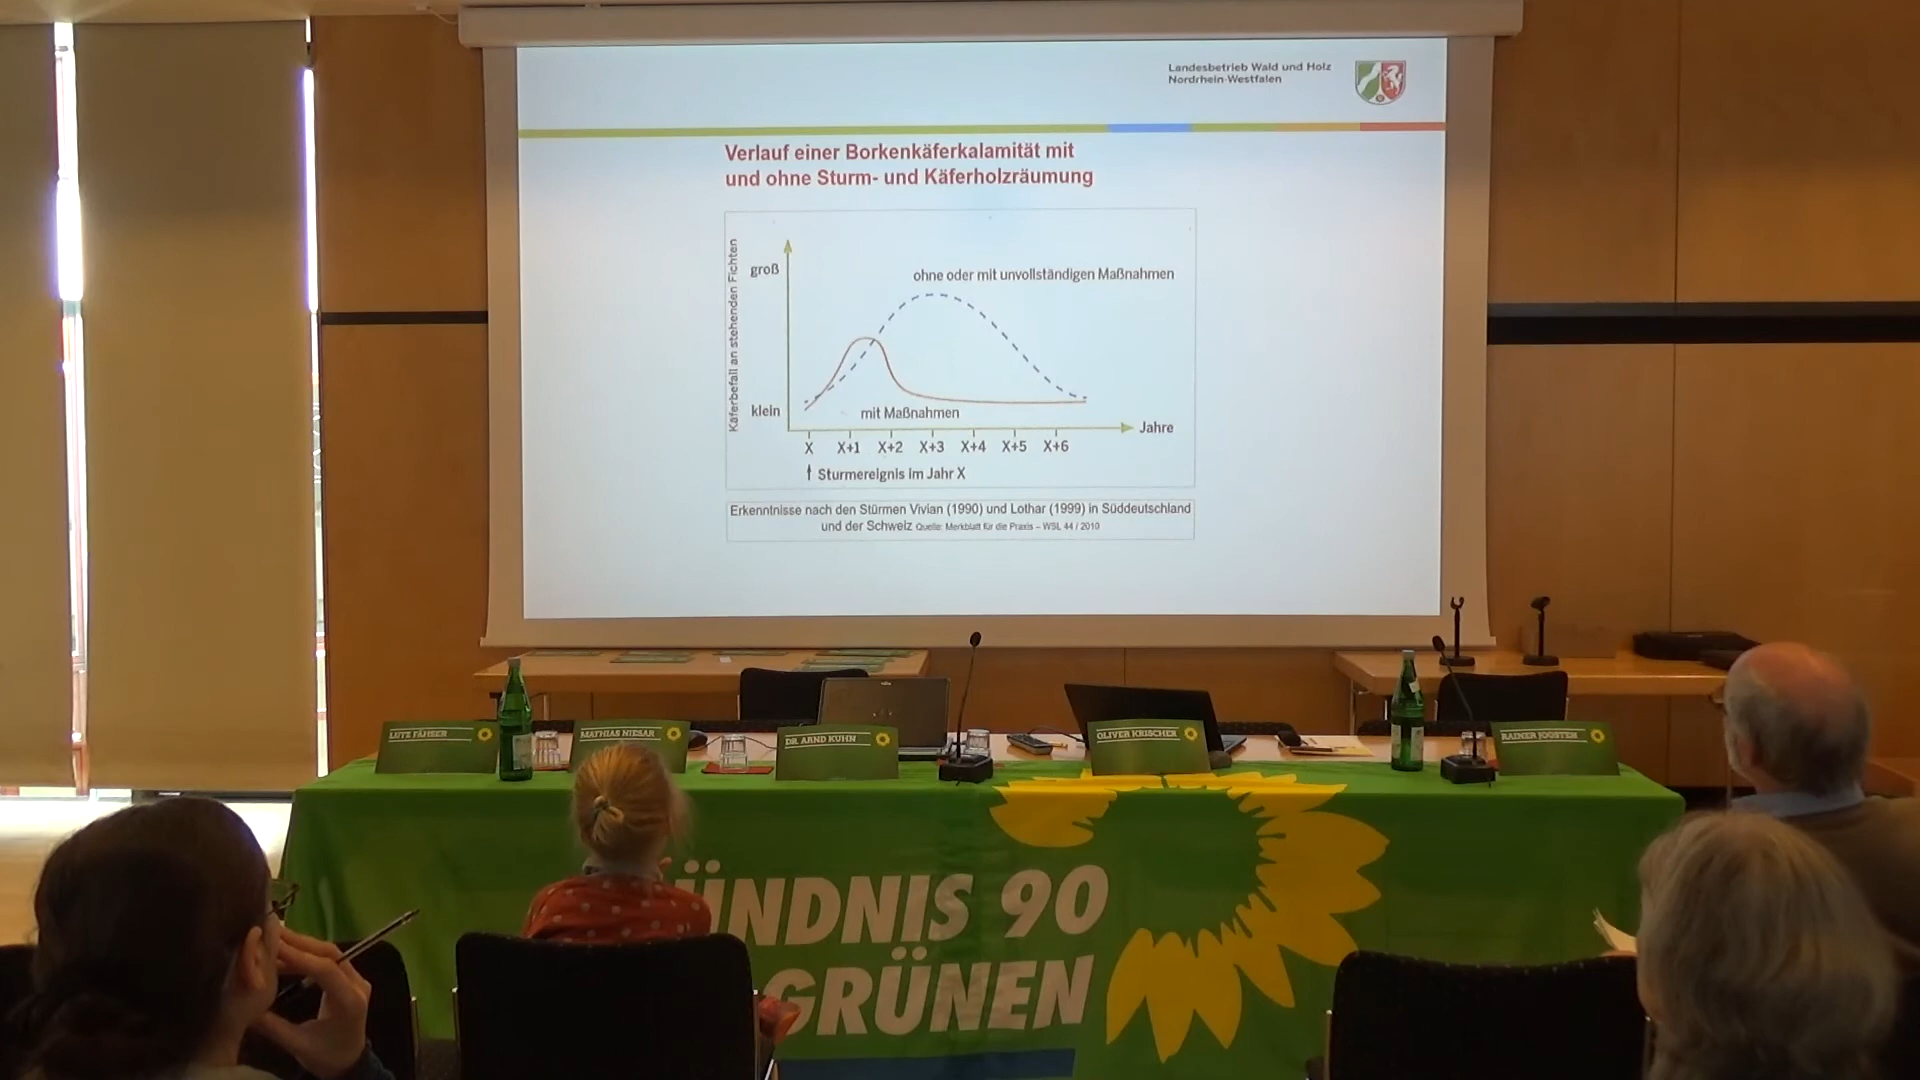 Landesbetrieb Wald und Holz
Nordrhein-Westfalen
Verlauf einer Borkenkäferkalamität mit
und ohne Sturm- und Käferholzräumung
Käferbefall an stehenden Fichten
groß
ohne oder mit unvollständigen Maßnahmen
klein
mit Maßnahmen
Jahre
X X+1 X+2 X+3 X+4 X+5 X+6
Sturmereignis im Jahr X
Erkenntnisse nach den Stürmen Vivian (1990) und Lothar (1999) in Süddeutschland
und der Schweiz Quelle: Merkblatt für die Praxis – WSL 44 / 2010
LUTZ FÄHSER
MATHIAS NIESAR
DR. ARND KUHN
OLIVER KRISCHER
RAINER JOOSTEN
ÜNDNIS 90
GRÜNEN